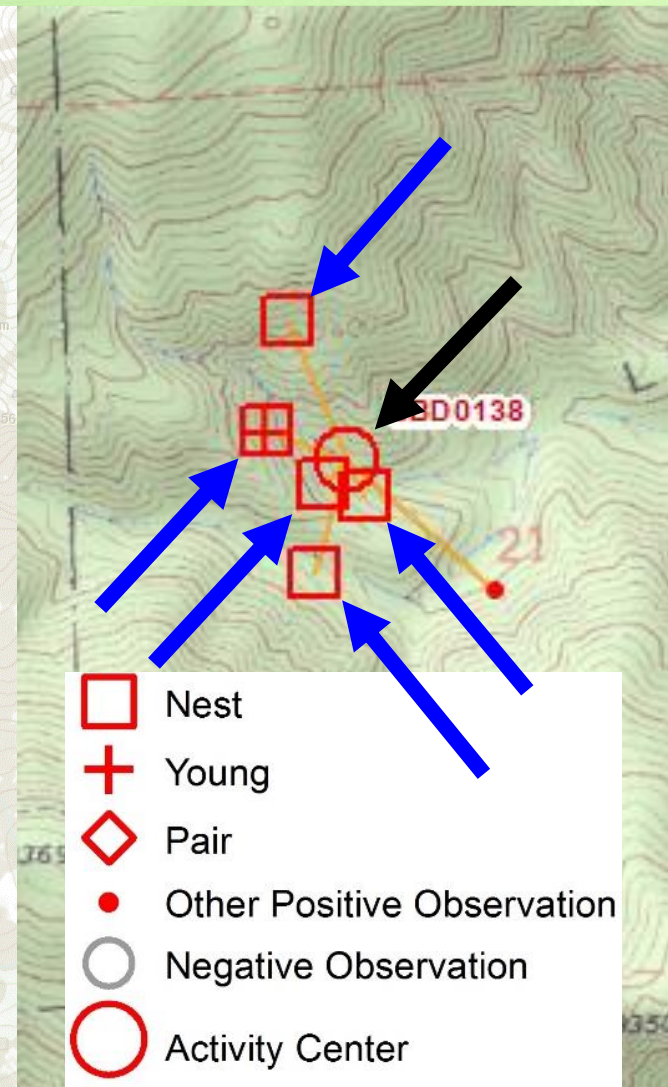 BD0138
21
Nest
Young
Pair
Other Positive Observation
Negative Observation
Activity Center